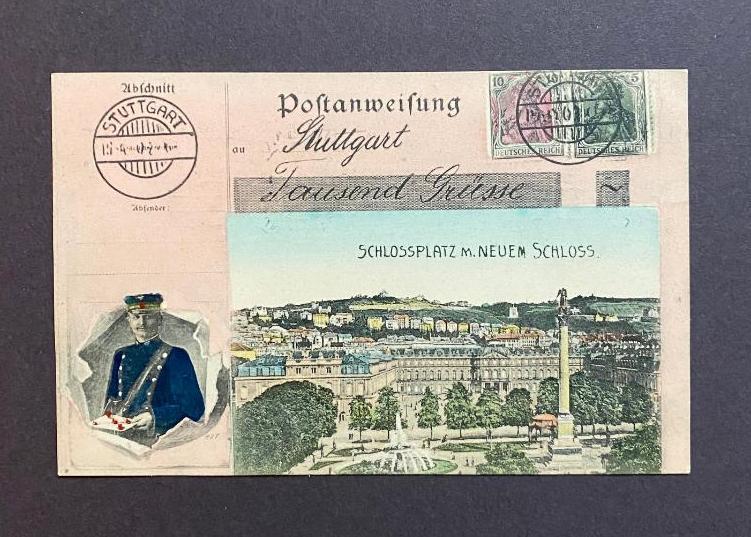 Abschnitt
STUTTGART
Postanweisung
10
5
DEUTSCHES REICH
DEUTSCHES REICH
an
Stuttgart
Tausend Grüsse
Absender:
SCHLOSSPLATZ M. NEUEM SCHLOSS.